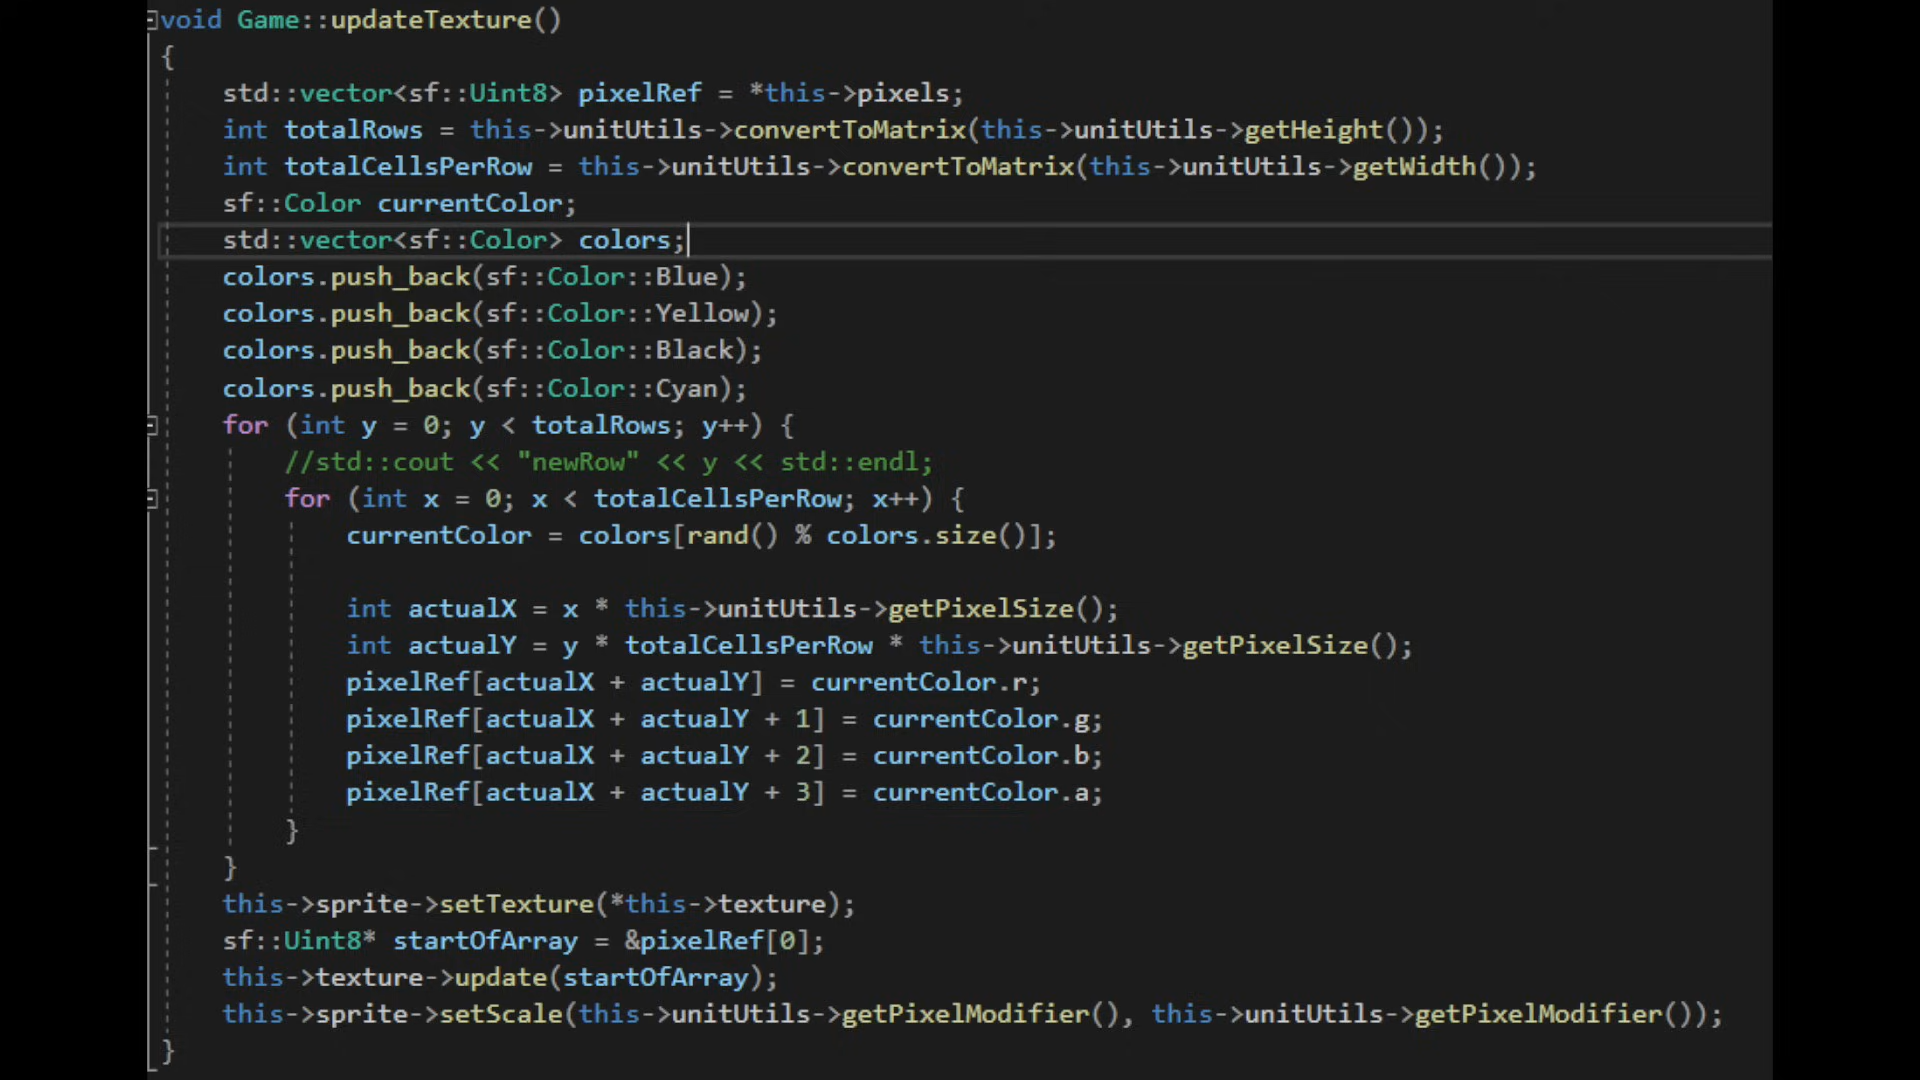 void Game::updateTexture()
{
std::vector<sf::Uint8> pixelRef = *this->pixels;
int totalRows = this->unitUtils->convertToMatrix(this->unitUtils->getHeight());
int totalCellsPerRow = this->unitUtils->convertToMatrix(this->unitUtils->getWidth());
sf::Color currentColor;
std::vector<sf::Color> colors;
colors.push_back(sf::Color::Blue);
colors.push_back(sf::Color::Yellow);
colors.push_back(sf::Color::Black);
colors.push_back(sf::Color::Cyan);
for (int y = 0; y < totalRows; y++) {
//std::cout << "newRow" << y << std::endl;
for (int x = 0; x < totalCellsPerRow; x++) {
currentColor = colors[rand() % colors.size()];
int actualX = x * this->unitUtils->getPixelSize();
int actualY = y * totalCellsPerRow * this->unitUtils->getPixelSize();
pixelRef[actualX + actualY] = currentColor.r;
pixelRef[actualX + actualY + 1] = currentColor.g;
pixelRef[actualX + actualY + 2] = currentColor.b;
pixelRef[actualX + actualY + 3] = currentColor.a;
}
}
this->sprite->setTexture(*this->texture);
sf::Uint8* startOfArray = &pixelRef[0];
this->texture->update(startOfArray);
this->sprite->setScale(this->unitUtils->getPixelModifier(), this->unitUtils->getPixelModifier());
}